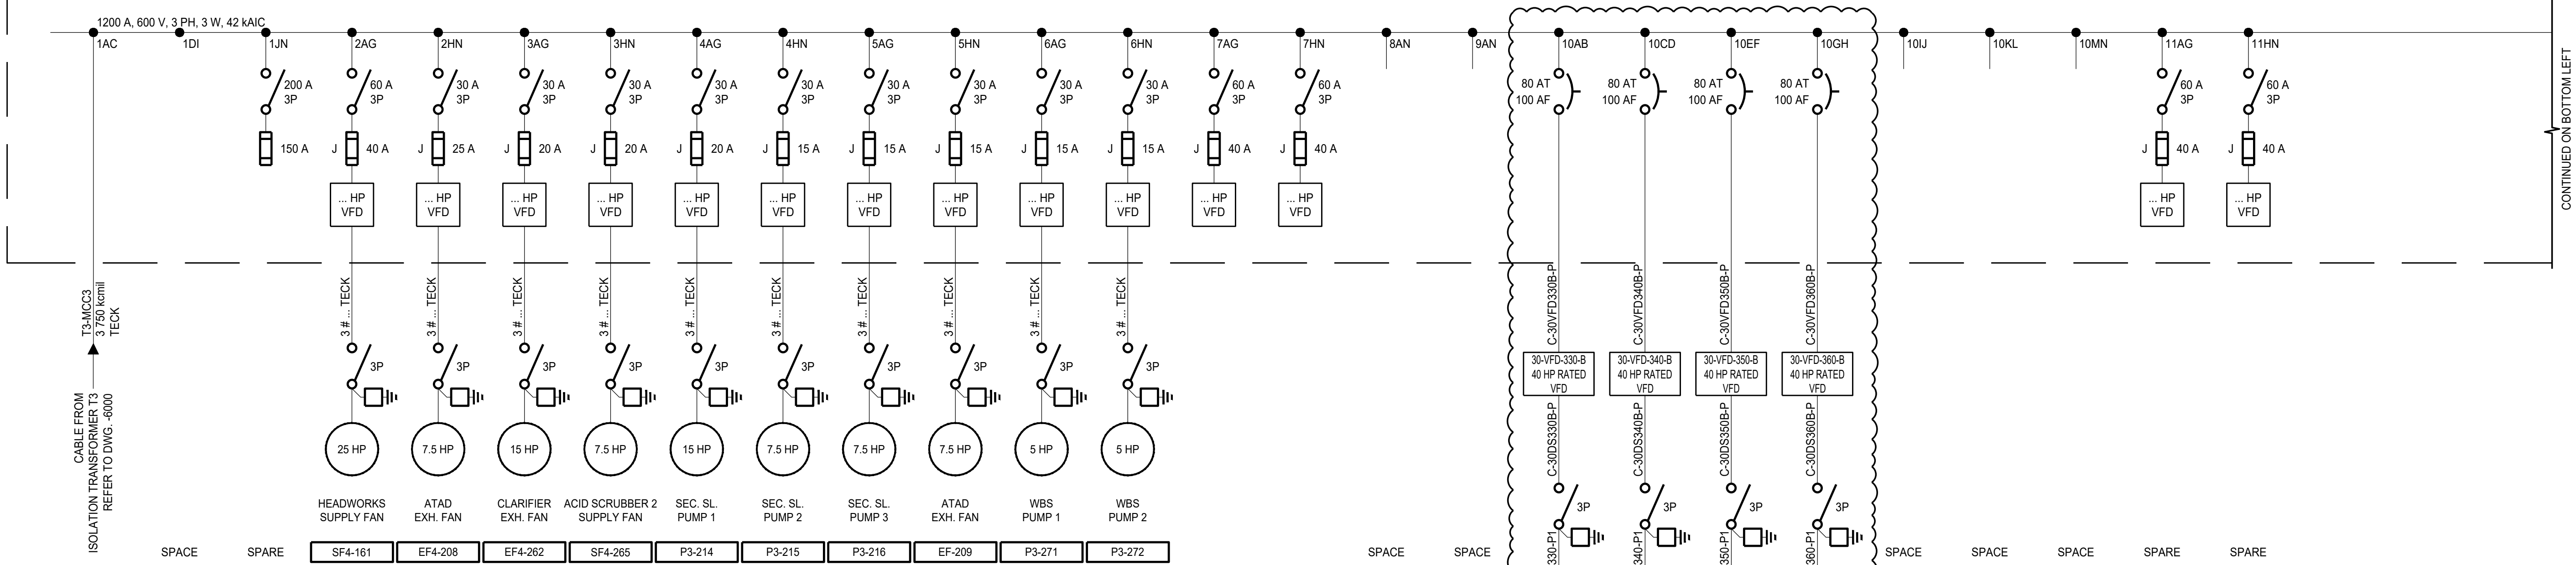 1200 A, 600 V, 3 PH, 3 W, 42 kAIC
1AC
1DI
1JN
2AG
2HN
3AG
3HN
4AG
4HN
5AG
5HN
6AG
6HN
7AG
7HN
8AN
9AN
10AB
10CD
10EF
10GH
10IJ
10KL
10MN
11AG
11HN
200 A
3P
60 A
3P
30 A
3P
30 A
3P
30 A
3P
30 A
3P
30 A
3P
30 A
3P
30 A
3P
30 A
3P
30 A
3P
60 A
3P
60 A
3P
80 AT
100 AF
80 AT
100 AF
80 AT
100 AF
80 AT
100 AF
60 A
3P
60 A
3P
150 A
J 40 A
J 25 A
J 20 A
J 20 A
J 20 A
J 15 A
J 15 A
J 15 A
J 15 A
J 15 A
J 40 A
J 40 A
J 40 A
J 40 A
... HP
VFD
... HP
VFD
... HP
VFD
... HP
VFD
... HP
VFD
... HP
VFD
... HP
VFD
... HP
VFD
... HP
VFD
... HP
VFD
... HP
VFD
... HP
VFD
... HP
VFD
... HP
VFD
CONTINUED ON BOTTOM LEFT
T3-MCC3
3 750 kcmil
TECK
CABLE FROM
ISOLATION TRANSFORMER T3
REFER TO DWG. -6000
3 # ... TECK
3 # ... TECK
3 # ... TECK
3 # ... TECK
3 # ... TECK
3 # ... TECK
3 # ... TECK
3 # ... TECK
3 # ... TECK
3 # ... TECK
C-30VFD330B-P
C-30VFD340B-P
C-30VFD350B-P
C-30VFD360B-P
3P
3P
3P
3P
3P
3P
3P
3P
3P
3P
30-VFD-330-B
40 HP RATED
VFD
30-VFD-340-B
40 HP RATED
VFD
30-VFD-350-B
40 HP RATED
VFD
30-VFD-360-B
40 HP RATED
VFD
25 HP
7.5 HP
15 HP
7.5 HP
15 HP
7.5 HP
7.5 HP
7.5 HP
5 HP
5 HP
C-30DS330B-P
C-30DS340B-P
C-30DS350B-P
C-30DS360B-P
HEADWORKS
SUPPLY FAN
ATAD
EXH. FAN
CLARIFIER
EXH. FAN
ACID SCRUBBER 2
SUPPLY FAN
SEC. SL.
PUMP 1
SEC. SL.
PUMP 2
SEC. SL.
PUMP 3
ATAD
EXH. FAN
WBS
PUMP 1
WBS
PUMP 2
3P
3P
3P
3P
330-P1
340-P1
350-P1
360-P1
SPACE
SPARE
SF4-161
EF4-208
EF4-262
SF4-265
P3-214
P3-215
P3-216
EF-209
P3-271
P3-272
SPACE
SPACE
SPACE
SPACE
SPACE
SPARE
SPARE